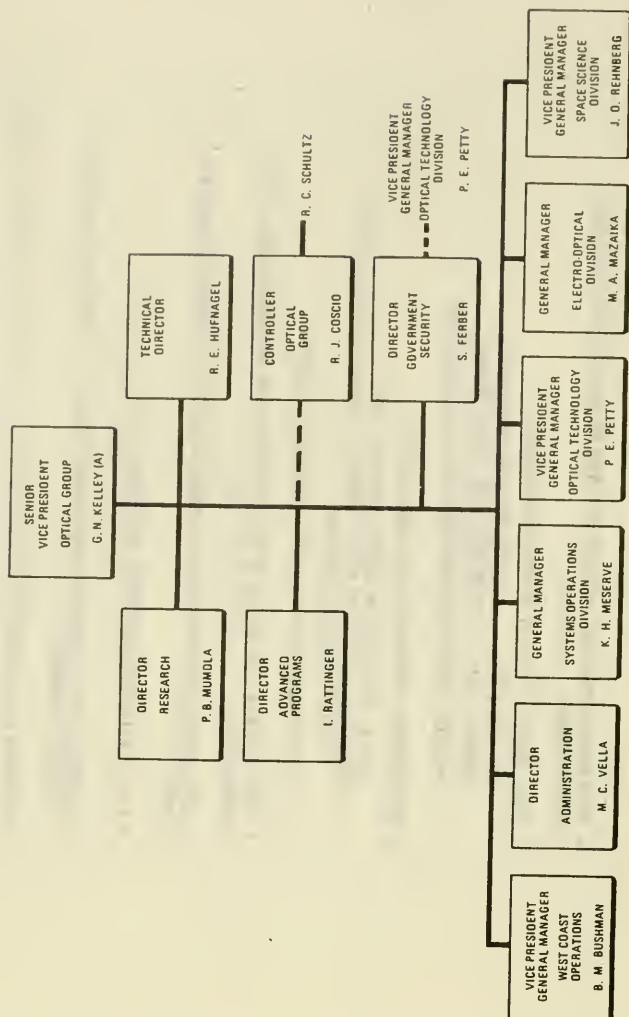 SENIOR
VICE PRESIDENT
OPTICAL GROUP
G. N. KELLEY (A)
DIRECTOR
RESEARCH
P. B. MUMOLA
TECHNICAL
DIRECTOR
R. E. HUFNAGEL
DIRECTOR
ADVANCED
PROGRAMS
I. RATTINGER
CONTROLLER
OPTICAL
GROUP
R. J. COSCIO
R. C. SCHULTZ
DIRECTOR
GOVERNMENT
SECURITY
S. FERBER
VICE PRESIDENT
GENERAL MANAGER
OPTICAL TECHNOLOGY
DIVISION
P. E. PETTY
VICE PRESIDENT
GENERAL MANAGER
WEST COAST
OPERATIONS
B. M. BUSHMAN
DIRECTOR
ADMINISTRATION
M. C. VELLA
GENERAL MANAGER
SYSTEMS OPERATIONS
DIVISION
K. H. MESERVE
VICE PRESIDENT
GENERAL MANAGER
OPTICAL TECHNOLOGY
DIVISION
P. E. PETTY
GENERAL MANAGER
ELECTRO-OPTICAL
DIVISION
M. A. MAZAIKA
VICE PRESIDENT
GENERAL MANAGER
SPACE SCIENCE
DIVISION
J. O. REHNBERG